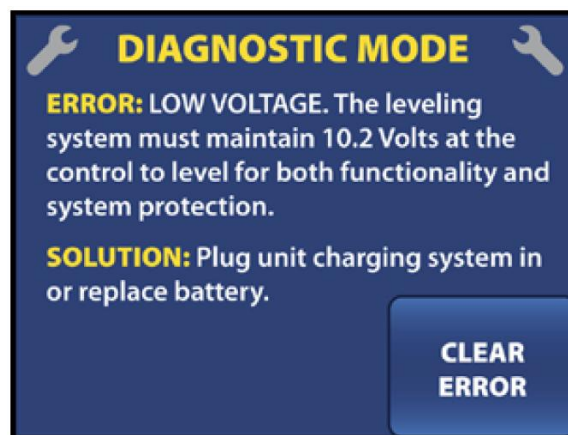 DIAGNOSTIC MODE
ERROR: LOW VOLTAGE. The leveling
system must maintain 10.2 Volts at the
control to level for both functionality and
system protection.
SOLUTION: Plug unit charging system in
or replace battery.
CLEAR
ERROR